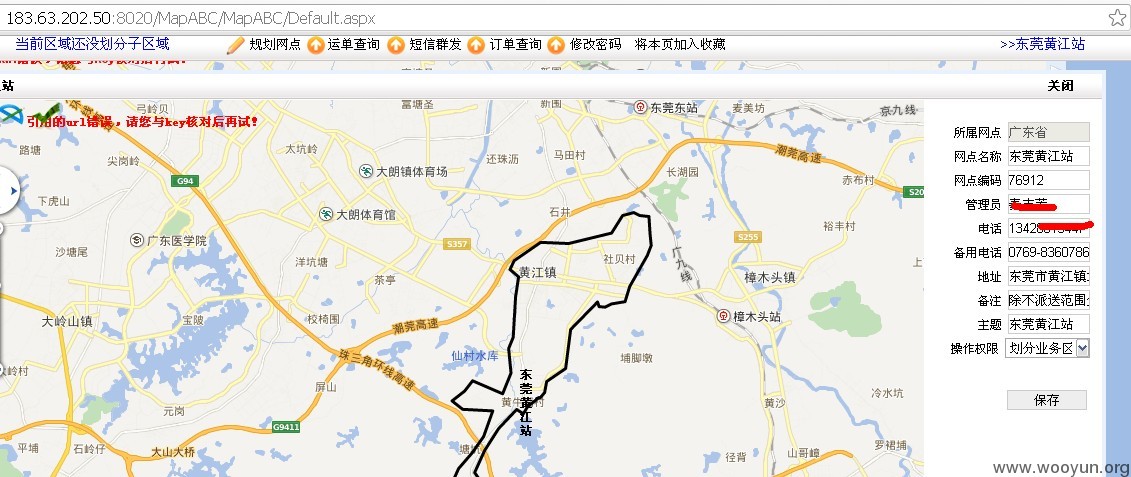 183.63.202.50:8020/MapABC/MapABC/Default.aspx
当前区域还没划分子区域 规划网点 运单查询 短信群发 订单查询 修改密码 将本页加入收藏 >>东莞黄江站
关闭
引用的url错误，请您与key核对后再试！
富塘圣
新围
东莞东站
麦美坊
京九线
弓岭贝
路塘
尖岗岭
太坑岭
大朗镇体育场
还珠沥
马田村
潮莞高速
G94
长湖园
赤布村
S20
下虎山
大朗体育馆
石井
裕丰村
沙塘尾
广东医学院
S357
S255
社贝村
广九线
洋坑塘
茶亭
黄江镇
樟木头镇
大岭山镇
宝陂
校椅围
潮莞高速
樟木头站
珠三角环线高速
仙村水库
埔脚墩
屏山
东莞黄江站
冷水坑
元岗
黄沙
G9411
平埔
石岭仔
大山大桥
径背
山哥嶂
罗裙埔
所属网点 广东省
网点名称 东莞黄江站
网点编码 76912
管理员
电话
备用电话 0769-8360786
地址 东莞市黄江镇
备注 除不派送范围
主题 东莞黄江站
操作权限 划分业务区
保存
www.wooyun.org